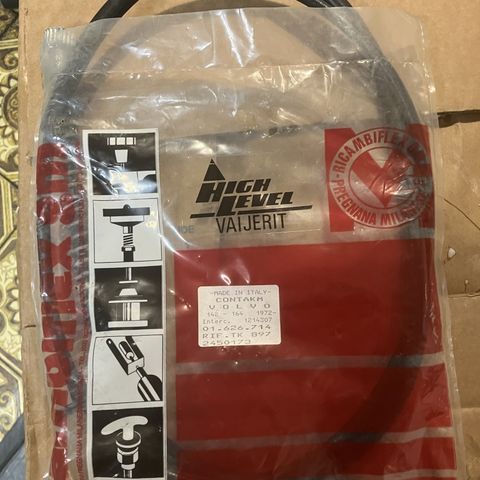 HIGH
LEVEL
VAIJERIT
RICAMBIFLEX
PREGNANA MILANESE
-MADE IN ITALY-
CONTAKM
VOLVO
142 - 164 1972-
Interc. 1214307
01.626.714
RIF.TK 897
2450173